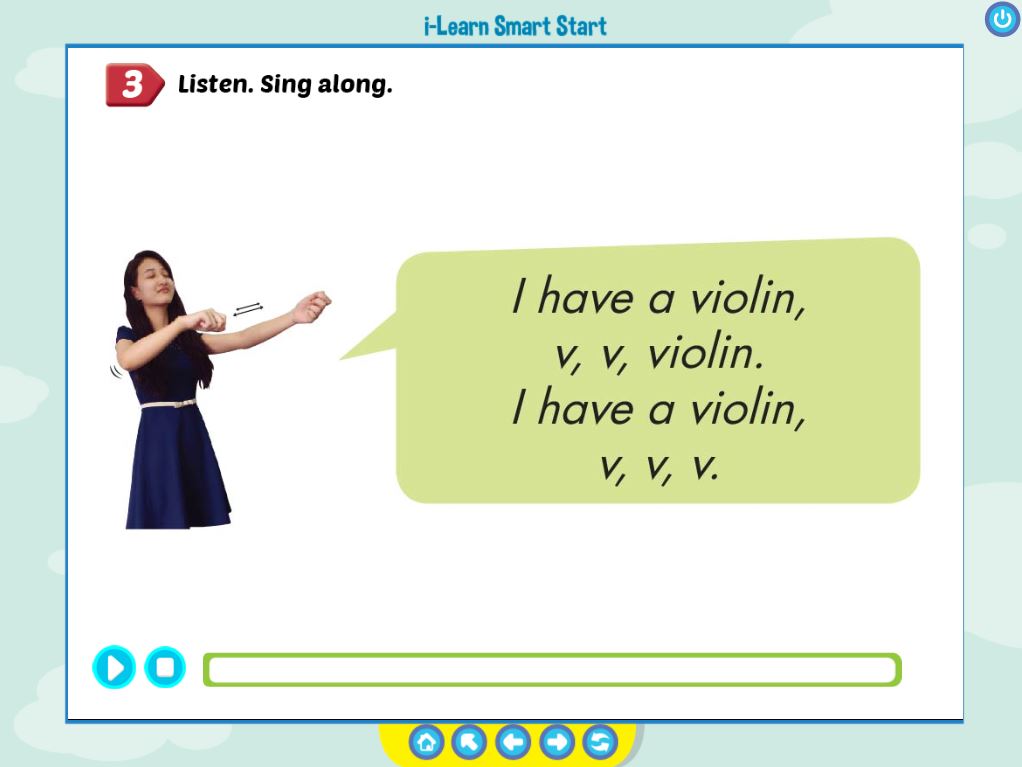 i-Learn Smart Start
3 Listen. Sing along.
I have a violin,
v, v, violin.
I have a violin,
v, v, v.